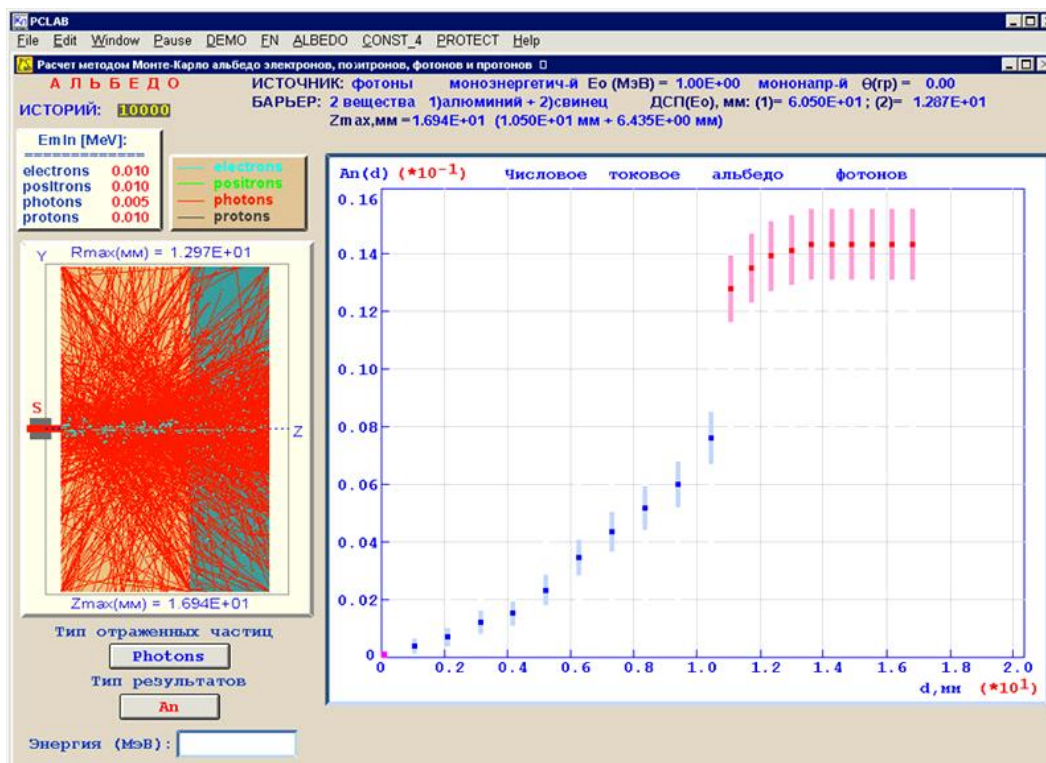 PCLAB
File Edit Window Pause DEMO FN ALBEDO CONST_4 PROTECT Help
Расчет методом Монте-Карло альбедо электронов, позитронов, фотонов и протонов
А Л Ь Б Е Д О
ИСТОЧНИК: фотоны моноэнергетич-й Eo (МэВ) = 1.00E+00 мононапр-й Θ(гр) = 0.00
ИСТОРИЙ: 10000
БАРЬЕР: 2 вещества 1)алюминий + 2)свинец ДСП(Eo), мм: (1)= 6.050E+01 ; (2)= 1.287E+01
Zmax,мм =1.694E+01 (1.050E+01 мм + 6.435E+00 мм)
Emin [MeV]:
==============
electrons 0.010
positrons 0.010
photons 0.005
protons 0.010
electrons
positrons
photons
protons
An(d) (*10-1) Числовое токовое альбедо фотонов
0.16
0.14
0.12
0.10
0.08
0.06
0.04
0.02
0
0 0.2 0.4 0.6 0.8 1.0 1.2 1.4 1.6 1.8 2.0
d,мм (*10¹)
Y Rmax(мм) = 1.297E+01
S
Z
Zmax(мм) = 1.694E+01
Тип отраженных частиц
Photons
Тип результатов
An
Энергия (МэВ):